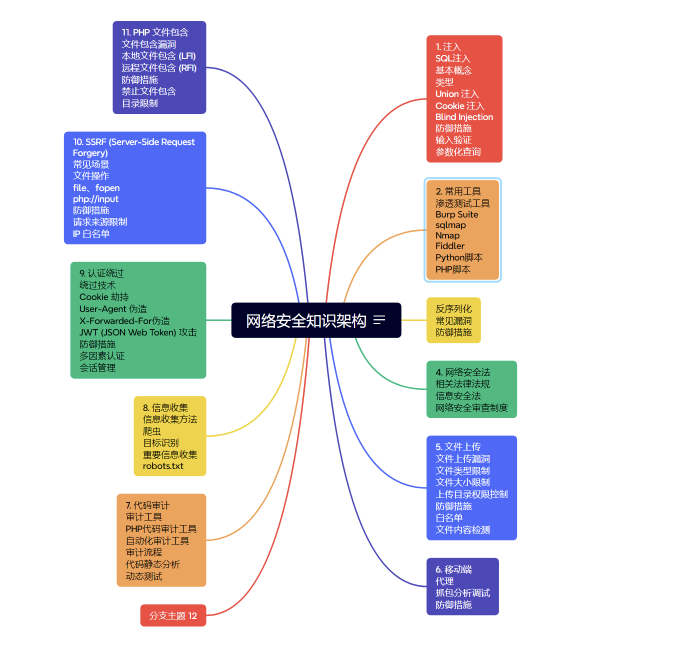 网络安全知识架构
1. 注入
SQL注入
基本概念
类型
Union 注入
Cookie 注入
Blind Injection
防御措施
输入验证
参数化查询
2. 常用工具
渗透测试工具
Burp Suite
sqlmap
Nmap
Fiddler
Python脚本
PHP脚本
反序列化
常见漏洞
防御措施
4. 网络安全法
相关法律法规
信息安全法
网络安全审查制度
5. 文件上传
文件上传漏洞
文件类型限制
文件大小限制
上传目录权限控制
防御措施
白名单
文件内容检测
6. 移动端
代理
抓包分析调试
防御措施
11. PHP 文件包含
文件包含漏洞
本地文件包含 (LFI)
远程文件包含 (RFI)
防御措施
禁止文件包含
目录限制
10. SSRF (Server-Side Request
Forgery)
常见场景
文件操作
file、fopen
php://input
防御措施
请求来源限制
IP 白名单
9. 认证绕过
绕过技术
Cookie 劫持
User-Agent 伪造
X-Forwarded-For伪造
JWT (JSON Web Token) 攻击
防御措施
多因素认证
会话管理
8. 信息收集
信息收集方法
爬虫
目标识别
重要信息收集
robots.txt
7. 代码审计
审计工具
PHP代码审计工具
自动化审计工具
审计流程
代码静态分析
动态测试
分支主题 12